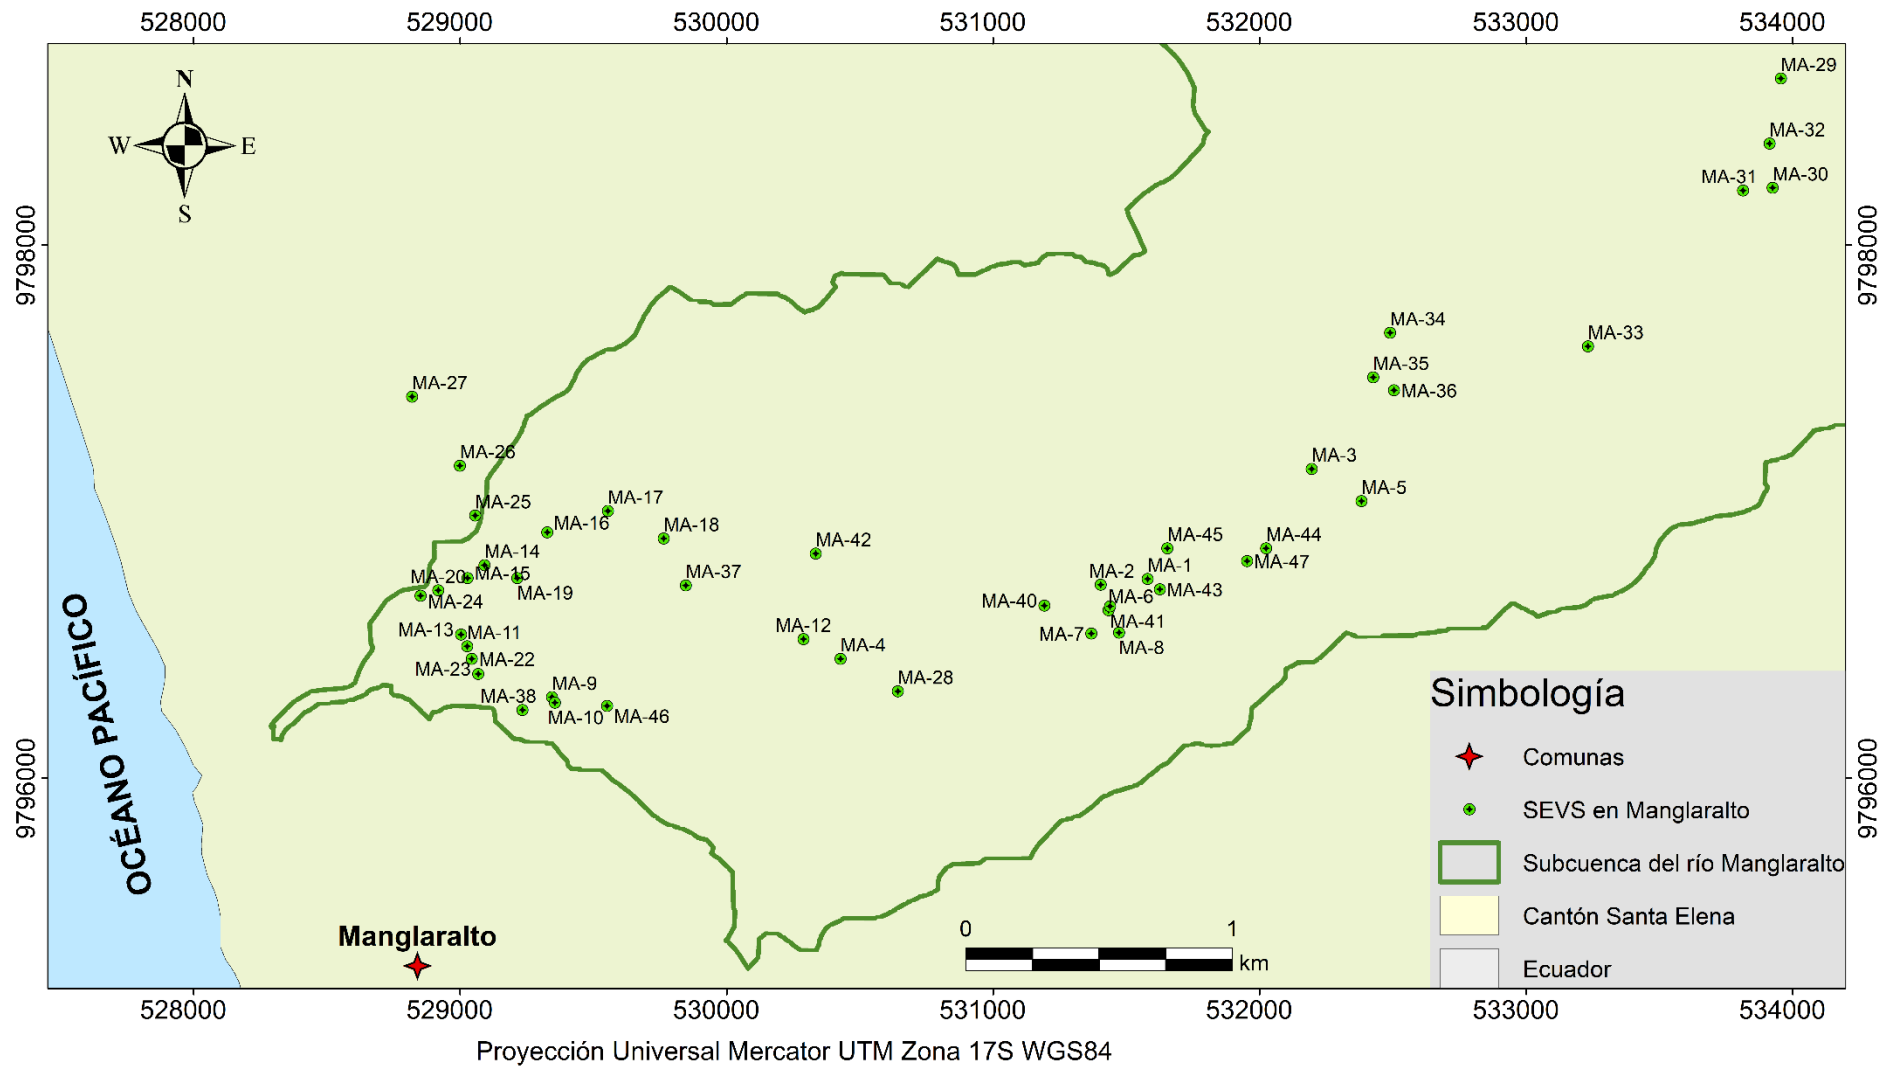 528000 529000 530000 531000 532000 533000 534000
N
W E
S
9798000
9798000
9796000
9796000
MA-29
MA-32
MA-31
MA-30
MA-34
MA-33
MA-35
MA-36
MA-27
MA-26
MA-3
MA-5
MA-25
MA-17
MA-16
MA-18
MA-42
MA-45
MA-44
MA-47
MA-14
MA-20
MA-15
MA-19
MA-24
MA-37
MA-2
MA-1
MA-43
MA-40
MA-6
MA-41
MA-7
MA-8
MA-13
MA-11
MA-12
MA-4
MA-22
MA-23
MA-28
MA-38
MA-9
MA-10
MA-46
OCÉANO PACÍFICO
Manglaralto
Simbología
Comunas
SEVS en Manglaralto
Subcuenca del río Manglaralto
Cantón Santa Elena
Ecuador
0 1
km
528000 529000 530000 531000 532000 533000 534000
Proyección Universal Mercator UTM Zona 17S WGS84